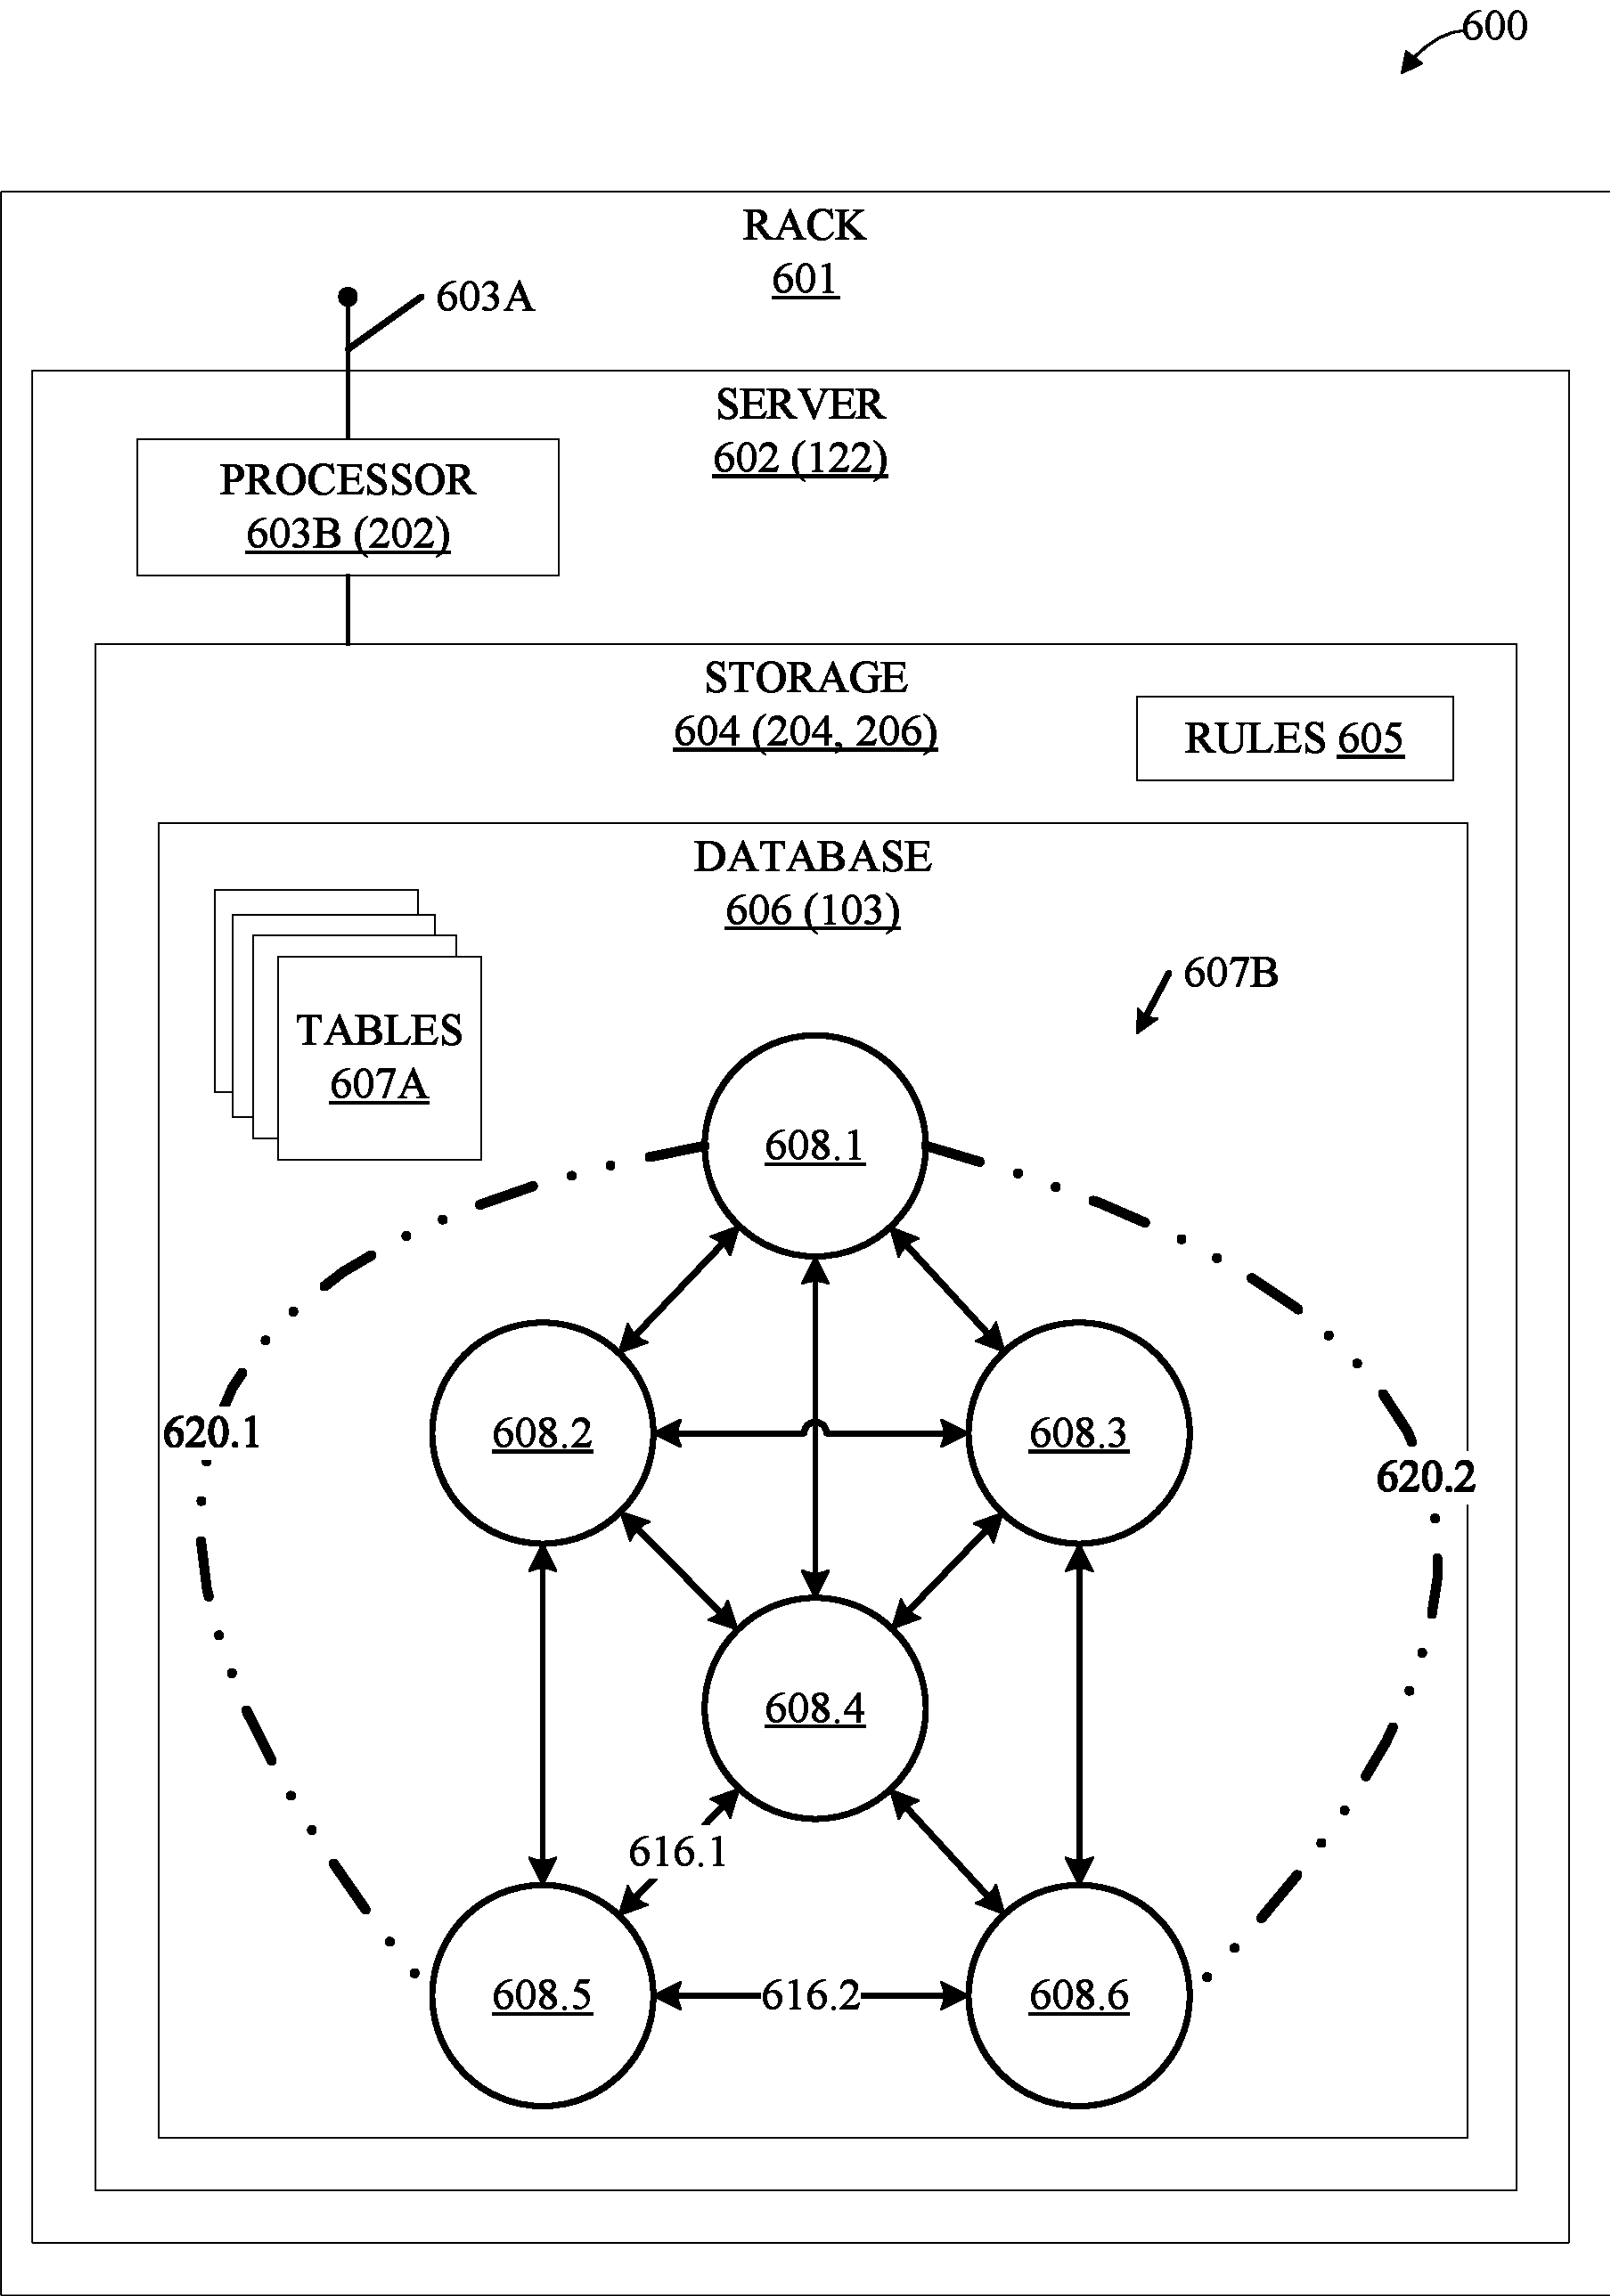 600
RACK
601
603A
SERVER
602 (122)
PROCESSOR
603B (202)
STORAGE
604 (204, 206)
RULES 605
DATABASE
606 (103)
607B
TABLES
607A
608.1
608.2
608.3
620.1
620.2
608.4
616.1
608.5
616.2
608.6